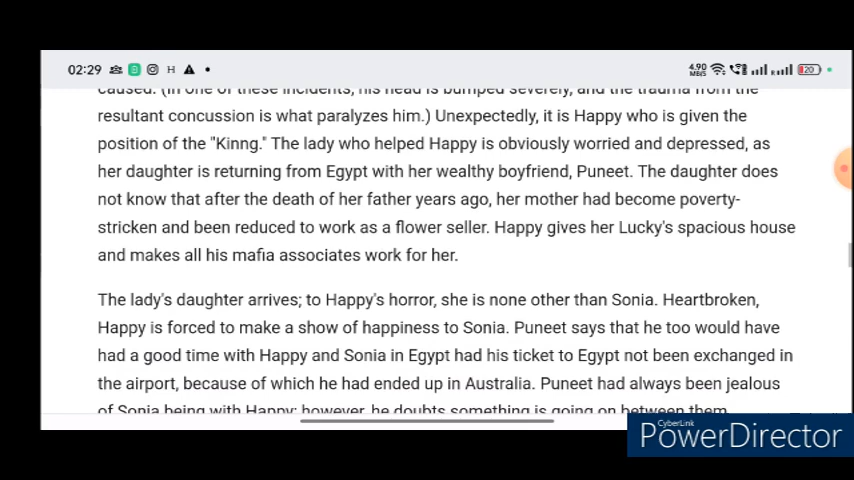 02:29 H 4.90 MB/S 20
caused. (In one of these incidents, his head is bumped severely, and the trauma from the
resultant concussion is what paralyzes him.) Unexpectedly, it is Happy who is given the
position of the "Kinng." The lady who helped Happy is obviously worried and depressed, as
her daughter is returning from Egypt with her wealthy boyfriend, Puneet. The daughter does
not know that after the death of her father years ago, her mother had become poverty-
stricken and been reduced to work as a flower seller. Happy gives her Lucky's spacious house
and makes all his mafia associates work for her.
The lady's daughter arrives; to Happy's horror, she is none other than Sonia. Heartbroken,
Happy is forced to make a show of happiness to Sonia. Puneet says that he too would have
had a good time with Happy and Sonia in Egypt had his ticket to Egypt not been exchanged in
the airport, because of which he had ended up in Australia. Puneet had always been jealous
of Sonia being with Happy; however, he doubts something is going on between them.
CyberLink
PowerDirector